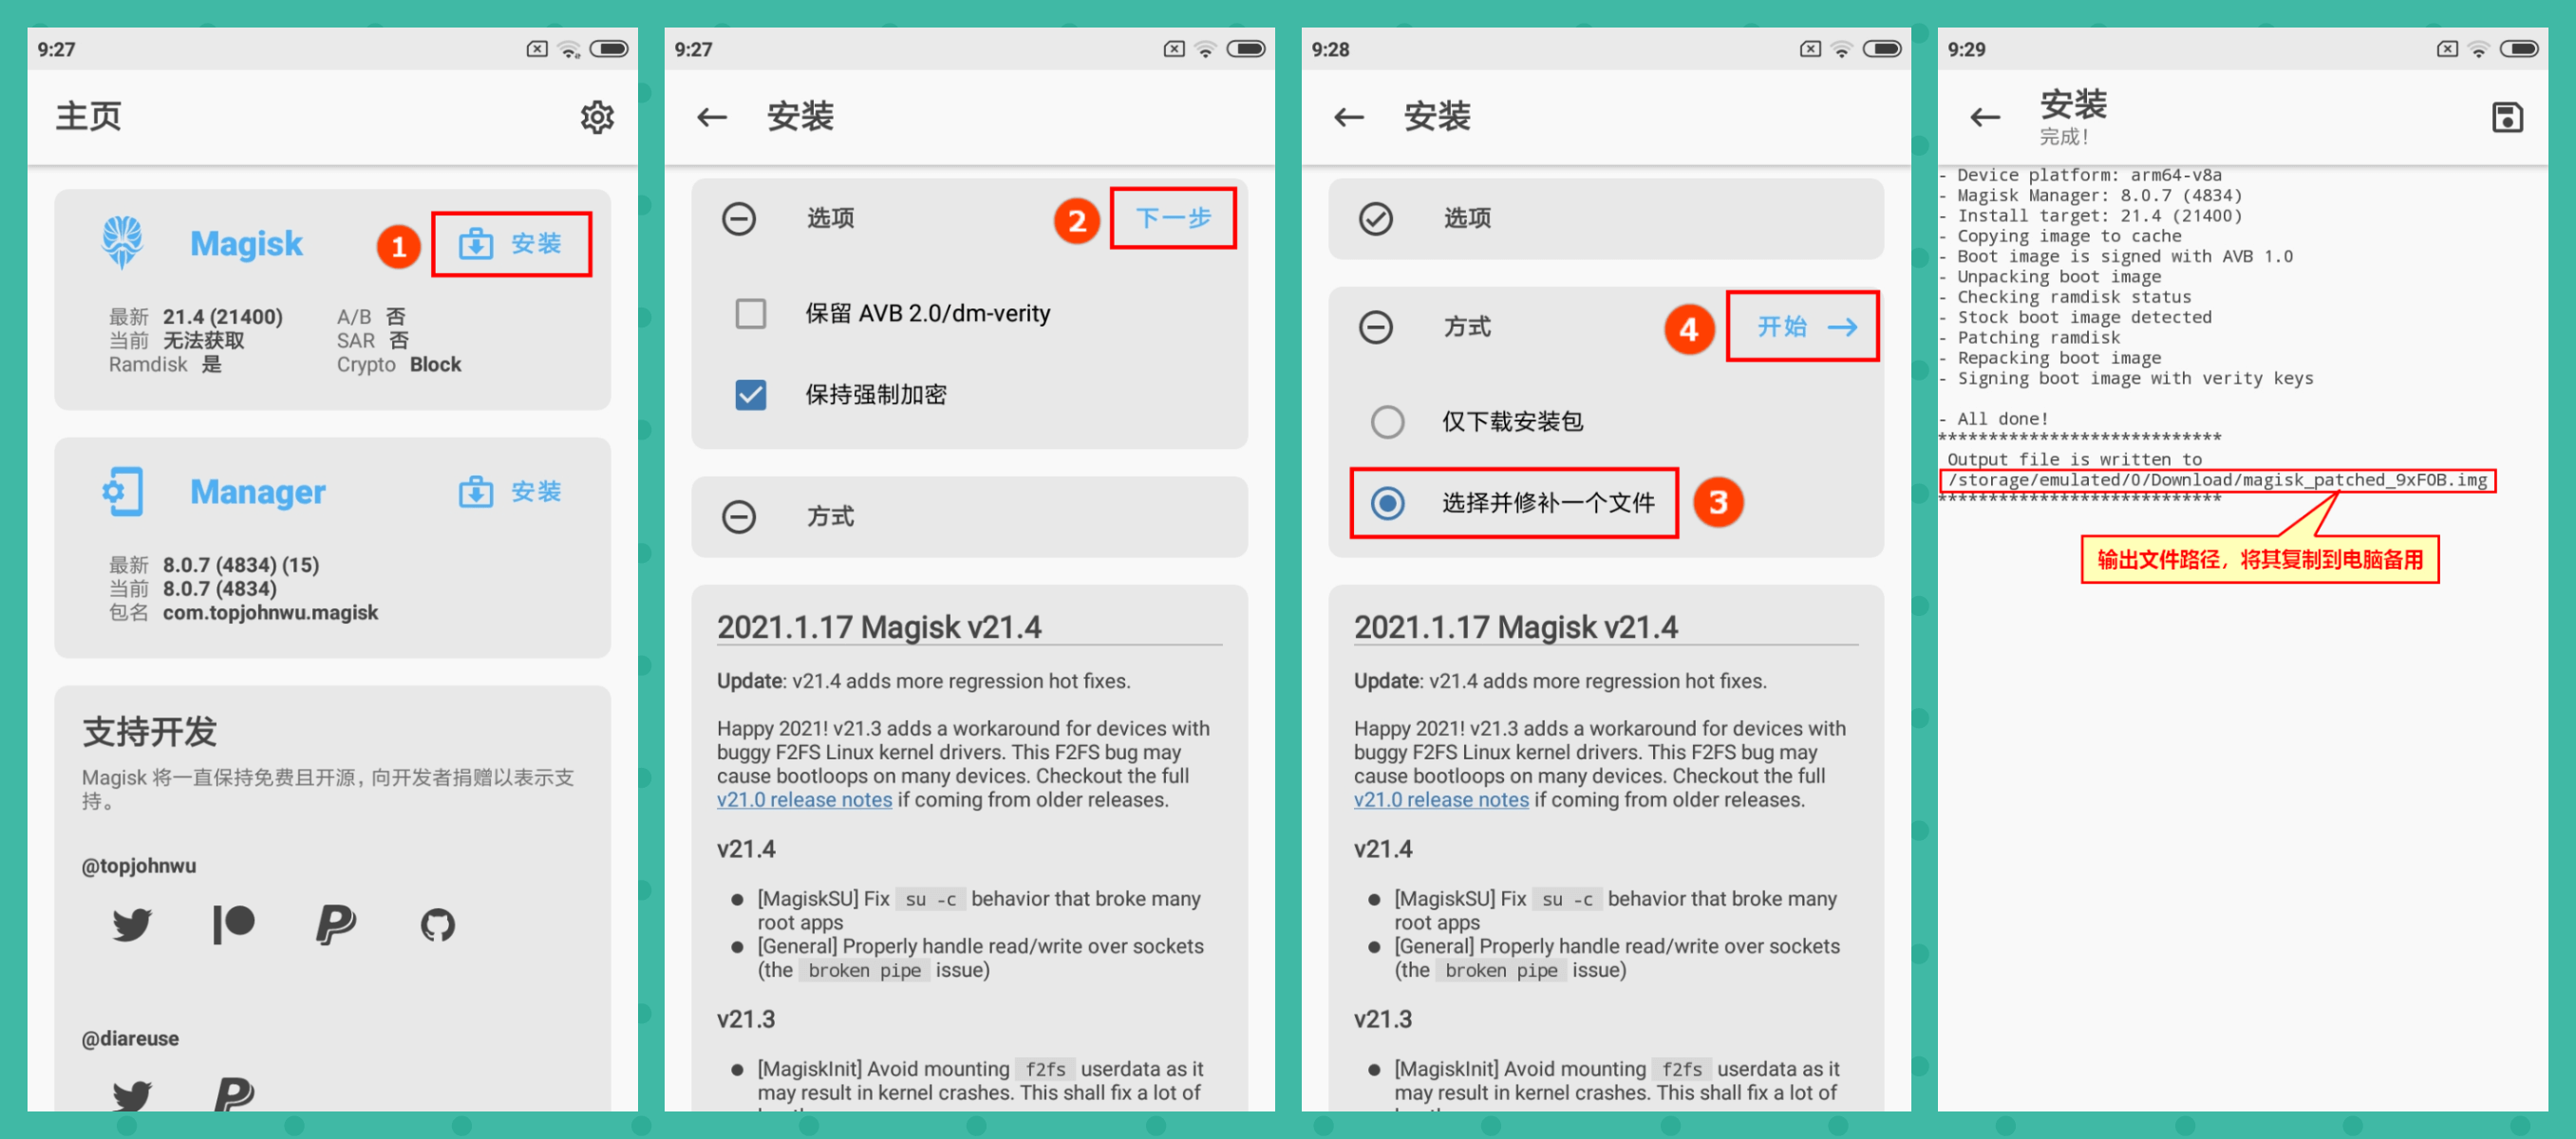 9:27
主页
Magisk
1
安装
最新 21.4 (21400)
A/B 否
当前 无法获取
SAR 否
Ramdisk 是
Crypto Block
Manager
安装
最新 8.0.7 (4834) (15)
当前 8.0.7 (4834)
包名 com.topjohnwu.magisk
支持开发
Magisk 将一直保持免费且开源，向开发者捐赠以表示支
持。
@topjohnwu
@diareuse
9:27
安装
选项
2
下一步
保留 AVB 2.0/dm-verity
保持强制加密
方式
2021.1.17 Magisk v21.4
Update: v21.4 adds more regression hot fixes.
Happy 2021! v21.3 adds a workaround for devices with
buggy F2FS Linux kernel drivers. This F2FS bug may
cause bootloops on many devices. Checkout the full
v21.0 release notes if coming from older releases.
v21.4
[MagiskSU] Fix su -c behavior that broke many
root apps
[General] Properly handle read/write over sockets
(the broken pipe issue)
v21.3
[MagiskInit] Avoid mounting f2fs userdata as it
may result in kernel crashes. This shall fix a lot of
9:28
安装
选项
方式
4
开始 →
仅下载安装包
选择并修补一个文件
3
2021.1.17 Magisk v21.4
Update: v21.4 adds more regression hot fixes.
Happy 2021! v21.3 adds a workaround for devices with
buggy F2FS Linux kernel drivers. This F2FS bug may
cause bootloops on many devices. Checkout the full
v21.0 release notes if coming from older releases.
v21.4
[MagiskSU] Fix su -c behavior that broke many
root apps
[General] Properly handle read/write over sockets
(the broken pipe issue)
v21.3
[MagiskInit] Avoid mounting f2fs userdata as it
may result in kernel crashes. This shall fix a lot of
9:29
安装
完成！
- Device platform: arm64-v8a
- Magisk Manager: 8.0.7 (4834)
- Install target: 21.4 (21400)
- Copying image to cache
- Boot image is signed with AVB 1.0
- Unpacking boot image
- Checking ramdisk status
- Stock boot image detected
- Patching ramdisk
- Repacking boot image
- Signing boot image with verity keys
- All done!
****************************
Output file is written to
/storage/emulated/0/Download/magisk_patched_9xFOB.img
****************************
输出文件路径，将其复制到电脑备用